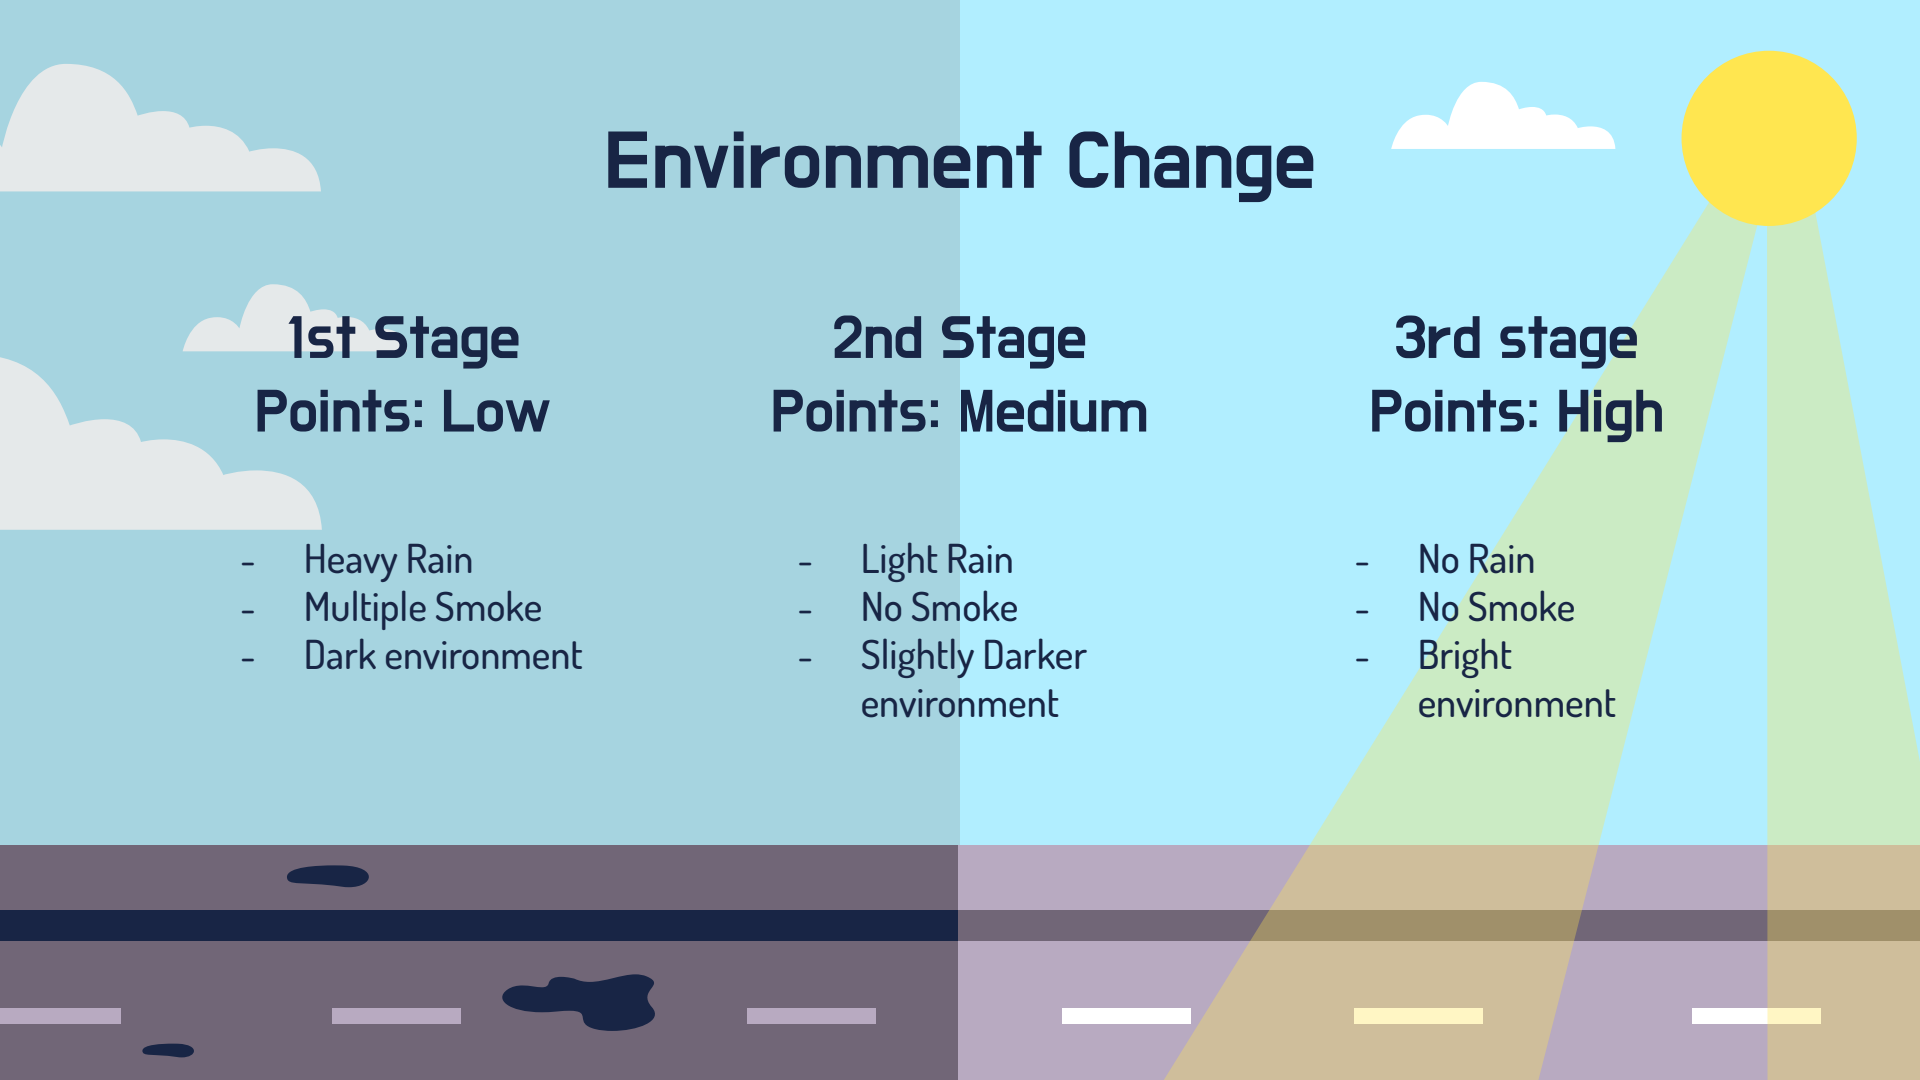 Environment Change
1st Stage
Points: Low
- Heavy Rain
- Multiple Smoke
- Dark environment
2nd Stage
Points: Medium
- Light Rain
- No Smoke
- Slightly Darker
environment
3rd stage
Points: High
- No Rain
- No Smoke
- Bright
environment